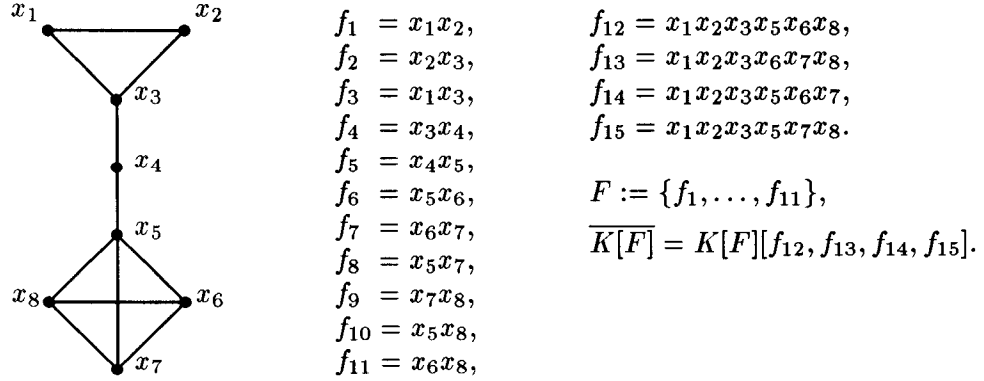 x₁ x₂
x₃
x₄
x₅
x₈ x₆
x₇
f₁ = x₁x₂,
f₂ = x₂x₃,
f₃ = x₁x₃,
f₄ = x₃x₄,
f₅ = x₄x₅,
f₆ = x₅x₆,
f₇ = x₆x₇,
f₈ = x₅x₇,
f₉ = x₇x₈,
f₁₀ = x₅x₈,
f₁₁ = x₆x₈,
f₁₂ = x₁x₂x₃x₅x₆x₈,
f₁₃ = x₁x₂x₃x₆x₇x₈,
f₁₄ = x₁x₂x₃x₅x₆x₇,
f₁₅ = x₁x₂x₃x₅x₇x₈.
F := {f₁, . . . , f₁₁},
\overline{K[F]} = K[F][f₁₂, f₁₃, f₁₄, f₁₅].